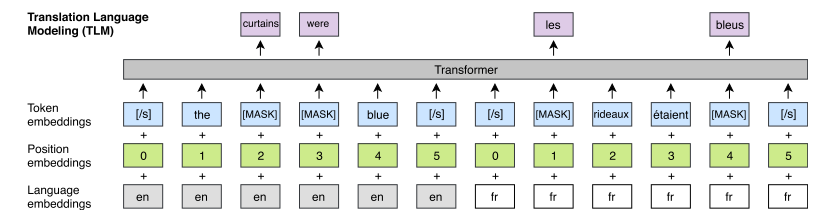 Translation Language
Modeling (TLM)
curtains were les bleus
Transformer
Token
embeddings
[/s] the [MASK] [MASK] blue [/s] [/s] [MASK] rideaux étaient [MASK] [/s]
+ + + + + + + + + + + +
Position
embeddings
0 1 2 3 4 5 0 1 2 3 4 5
+ + + + + + + + + + + +
Language
embeddings
en en en en en en fr fr fr fr fr fr